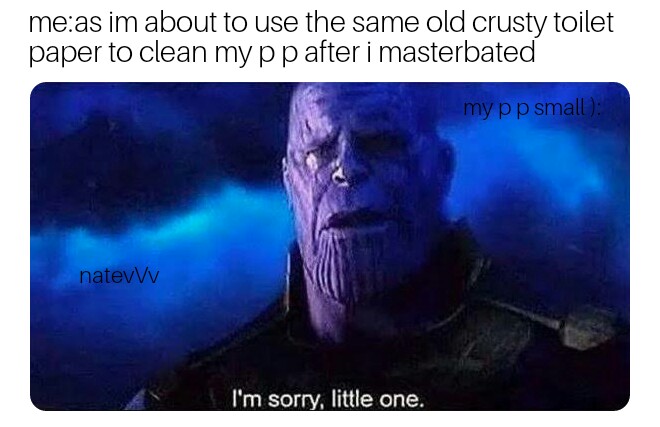 me:as im about to use the same old crusty toilet
paper to clean my p p after i masterbated
my p p small ):
natevVv
I'm sorry, little one.